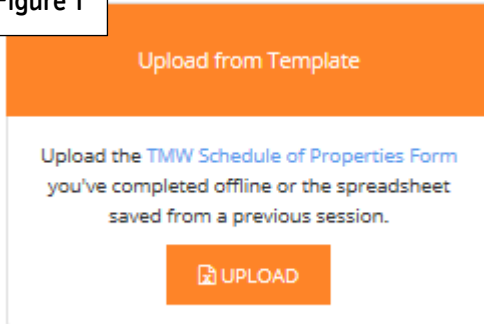 Figure 1
Upload from Template
Upload the TMW Schedule of Properties Form
you've completed offline or the spreadsheet
saved from a previous session.
UPLOAD